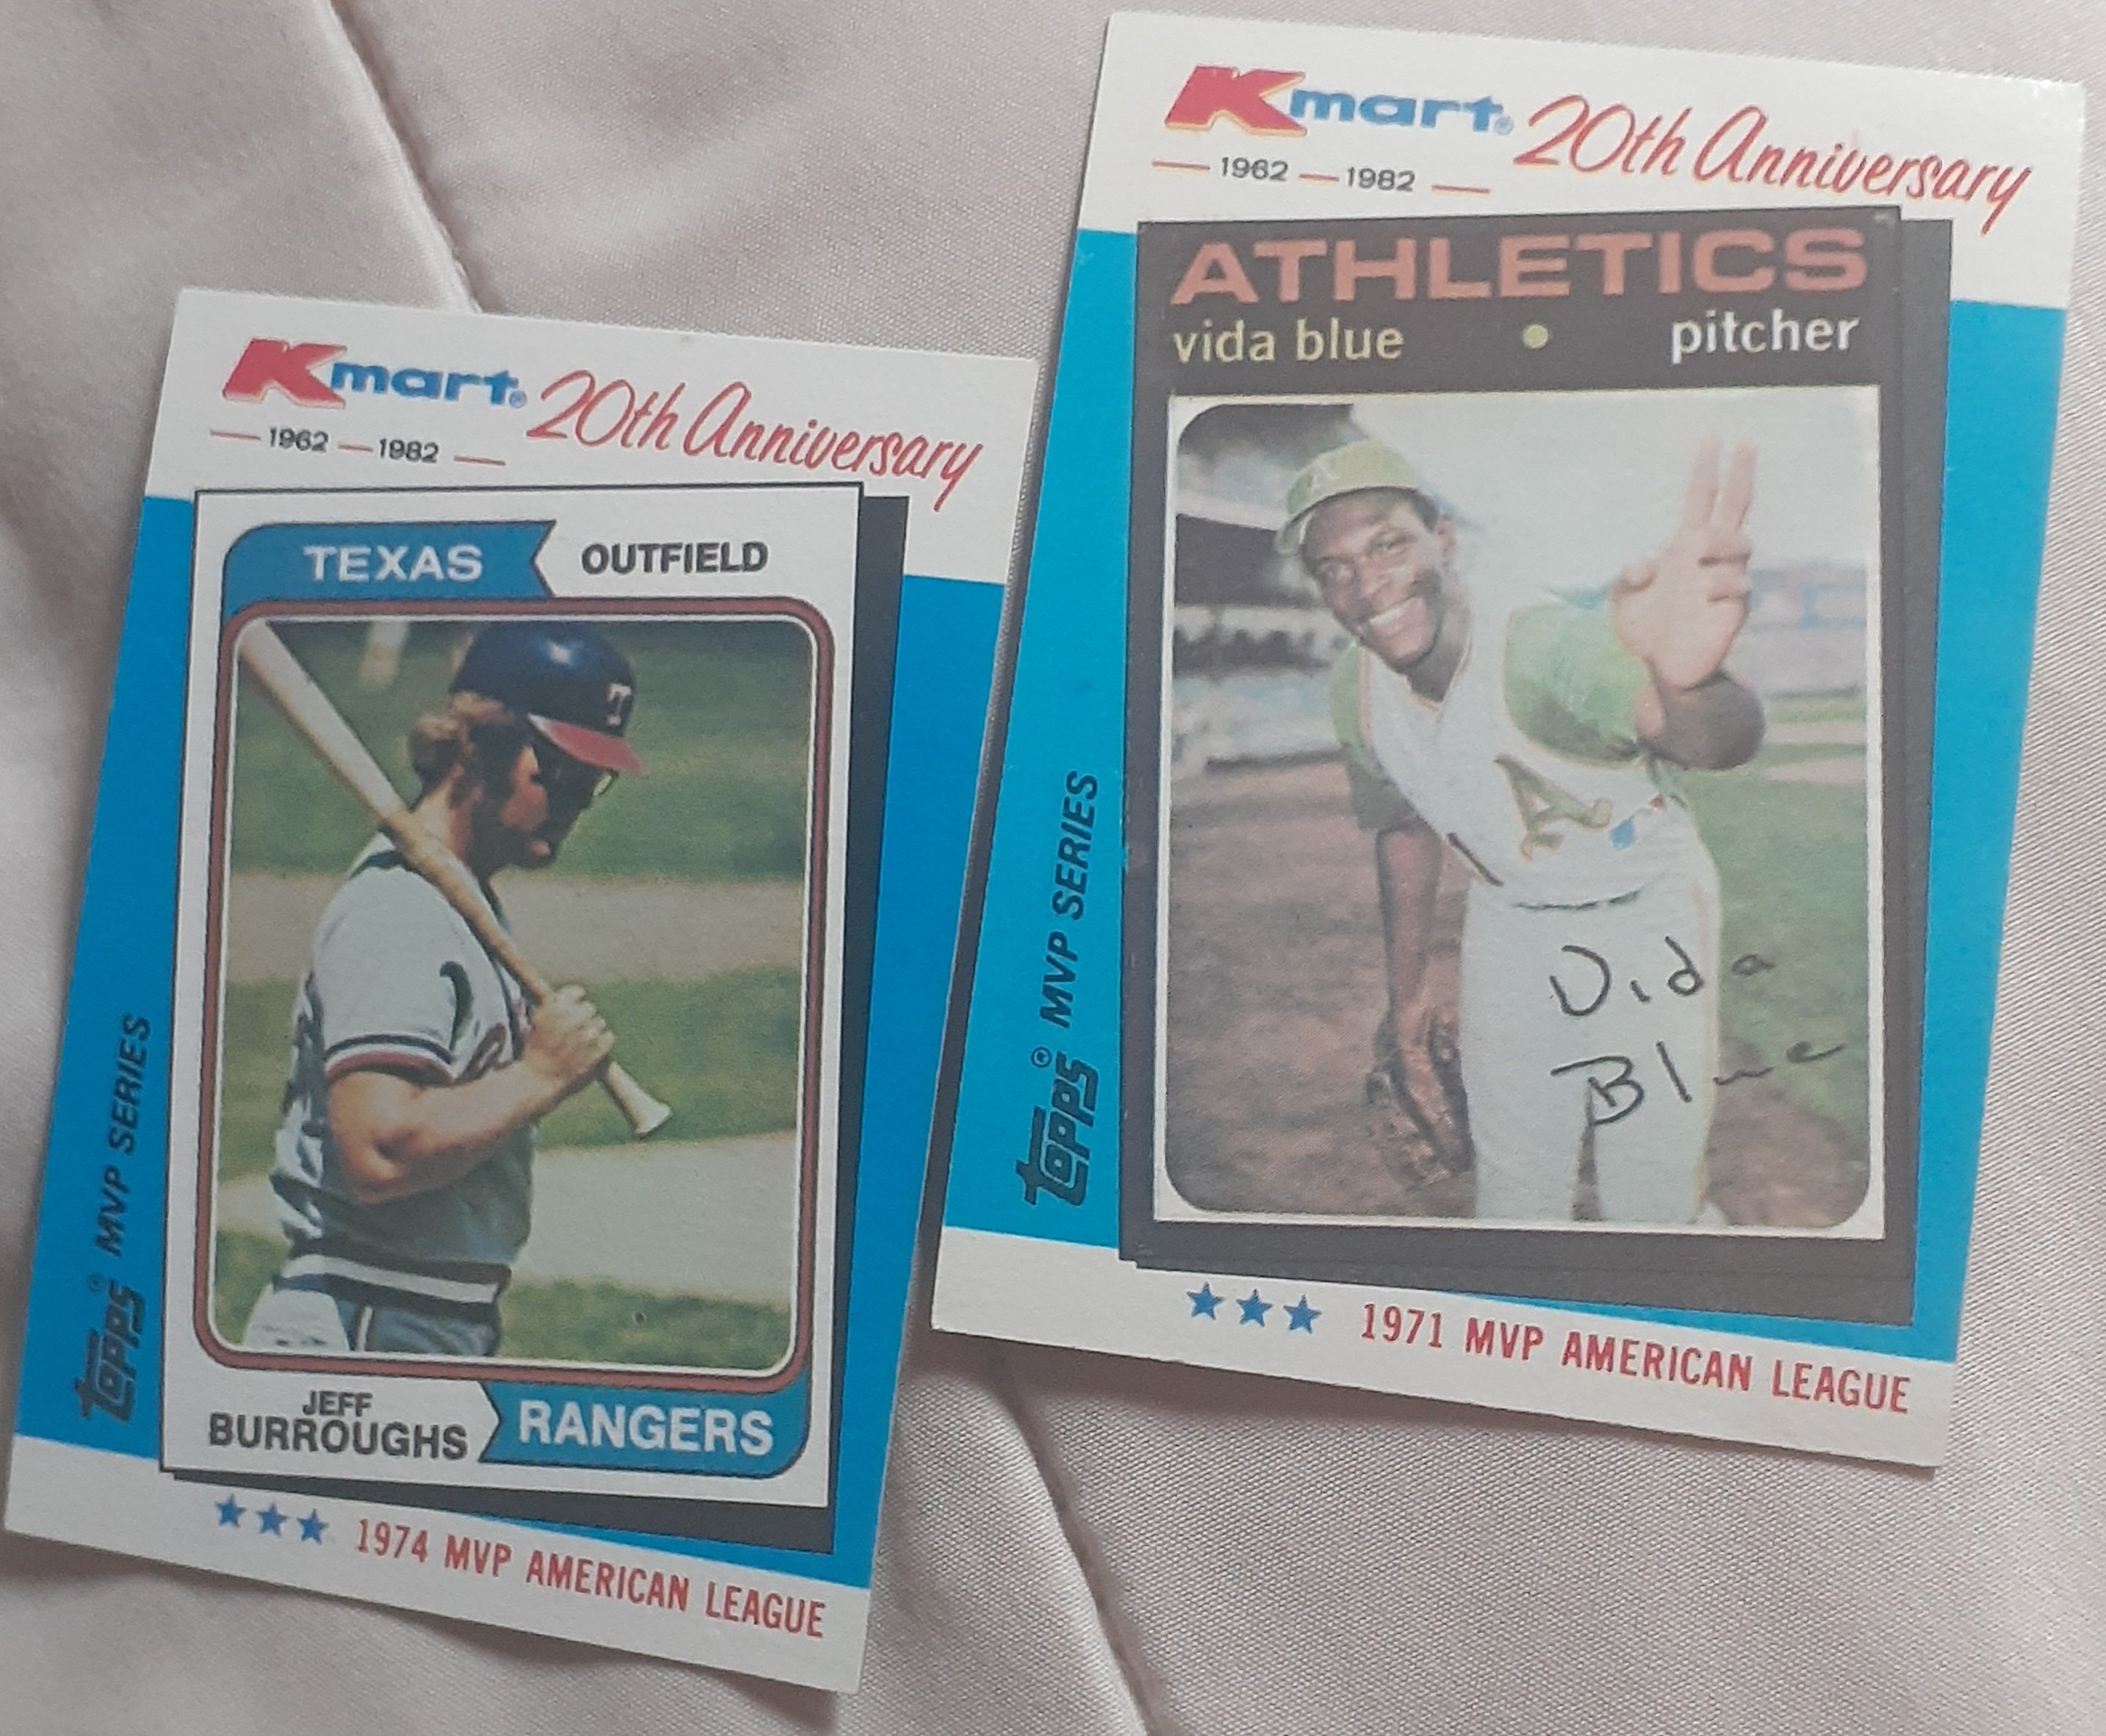 Kmart® 20th Anniversary
1962 — 1982
TEXAS OUTFIELD
T
JEFF
BURROUGHS RANGERS
Topps® MVP SERIES
★★★ 1974 MVP AMERICAN LEAGUE
Kmart® 20th Anniversary
1962 — 1982
ATHLETICS
vida blue • pitcher
A
A
Vida
Blue
Topps® MVP SERIES
★★★ 1971 MVP AMERICAN LEAGUE